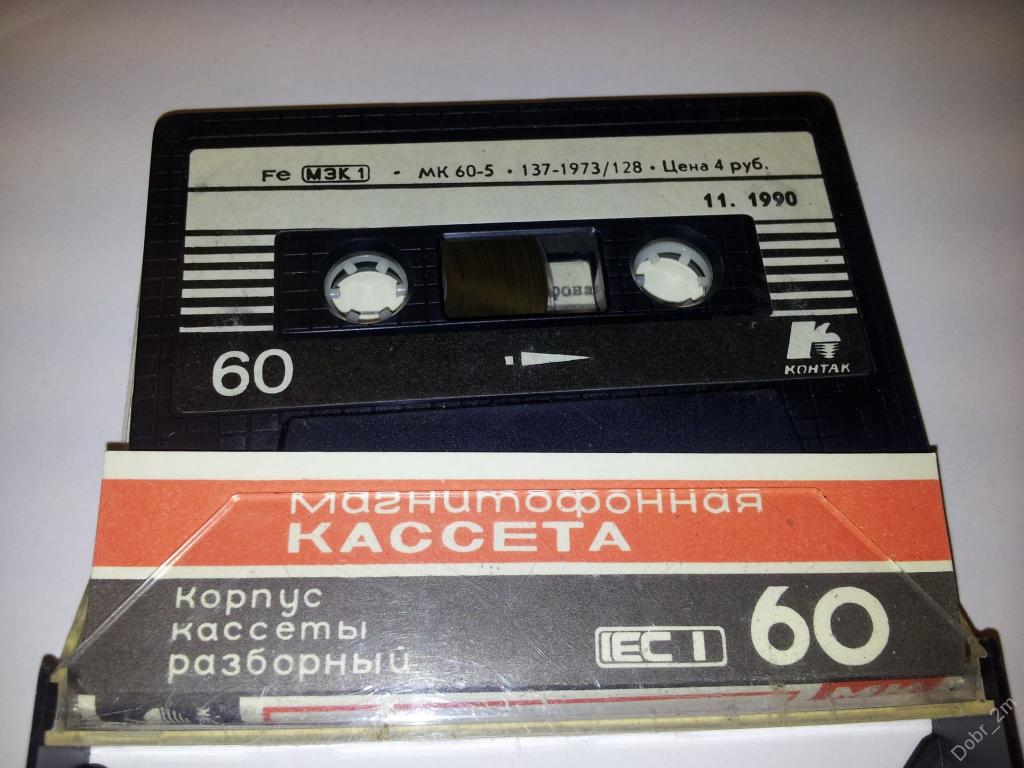 Fe МЭК 1 • МК 60-5 • 137-1973/128 • Цена 4 руб.
11. 1990
60
КОНТАК
магнитофонная
КАССЕТА
корпус
кассеты
разборный
IEC I
60
Dobr_2m